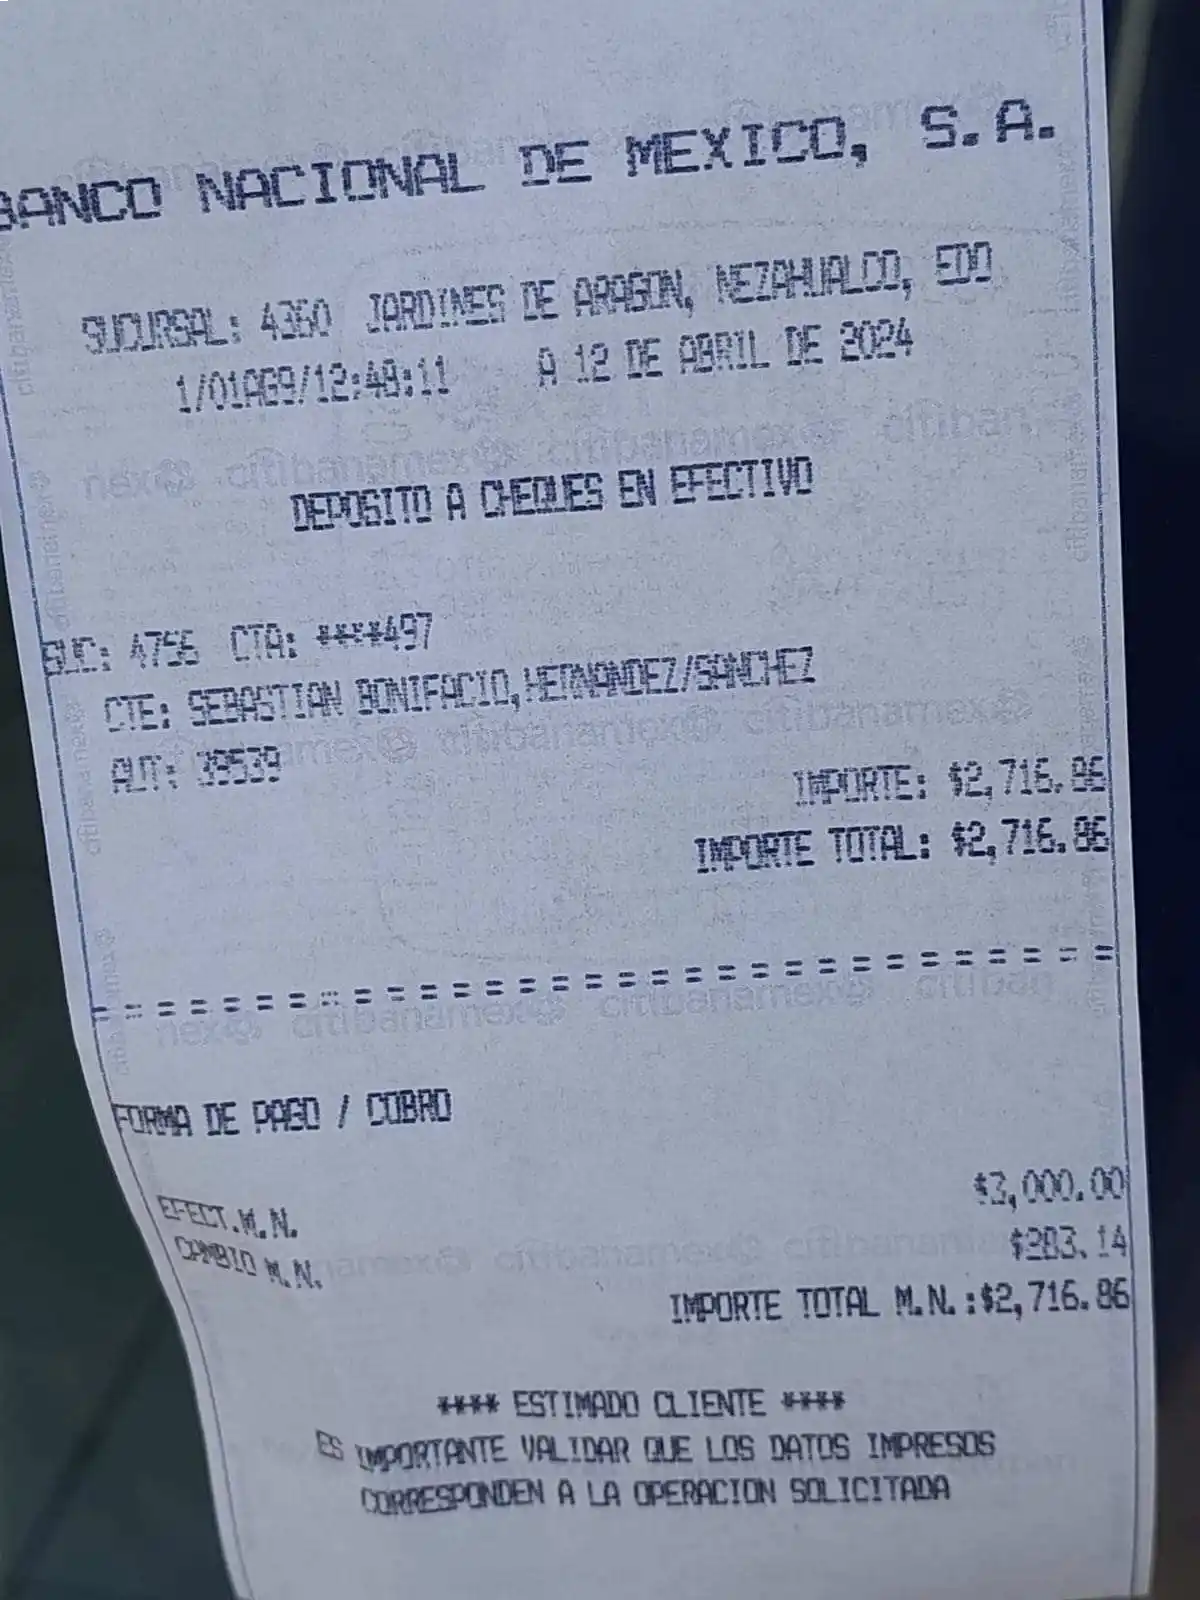 BANCO NACIONAL DE MEXICO, S.A.
SUCURSAL: 4350 JARDINES DE ARAGON, NEZAHUALCO, EDO
1/01AG9/12:48:11 A 12 DE ABRIL DE 2024
DEPOSITO A CHEQUES EN EFECTIVO
SUC: 4756 CTA: ****497
CTE: SEBASTIAN BONIFACIO,HERNANDEZ/SANCHEZ
AUT: 39539
IMPORTE: $2,716.86
IMPORTE TOTAL: $2,716.86
FORMA DE PAGO / COBRO
EFECT.M.N. $3,000.00
CAMBIO M.N. $283.14
IMPORTE TOTAL M.N.:$2,716.86
**** ESTIMADO CLIENTE ****
ES IMPORTANTE VALIDAR QUE LOS DATOS IMPRESOS
CORRESPONDEN A LA OPERACION SOLICITADA